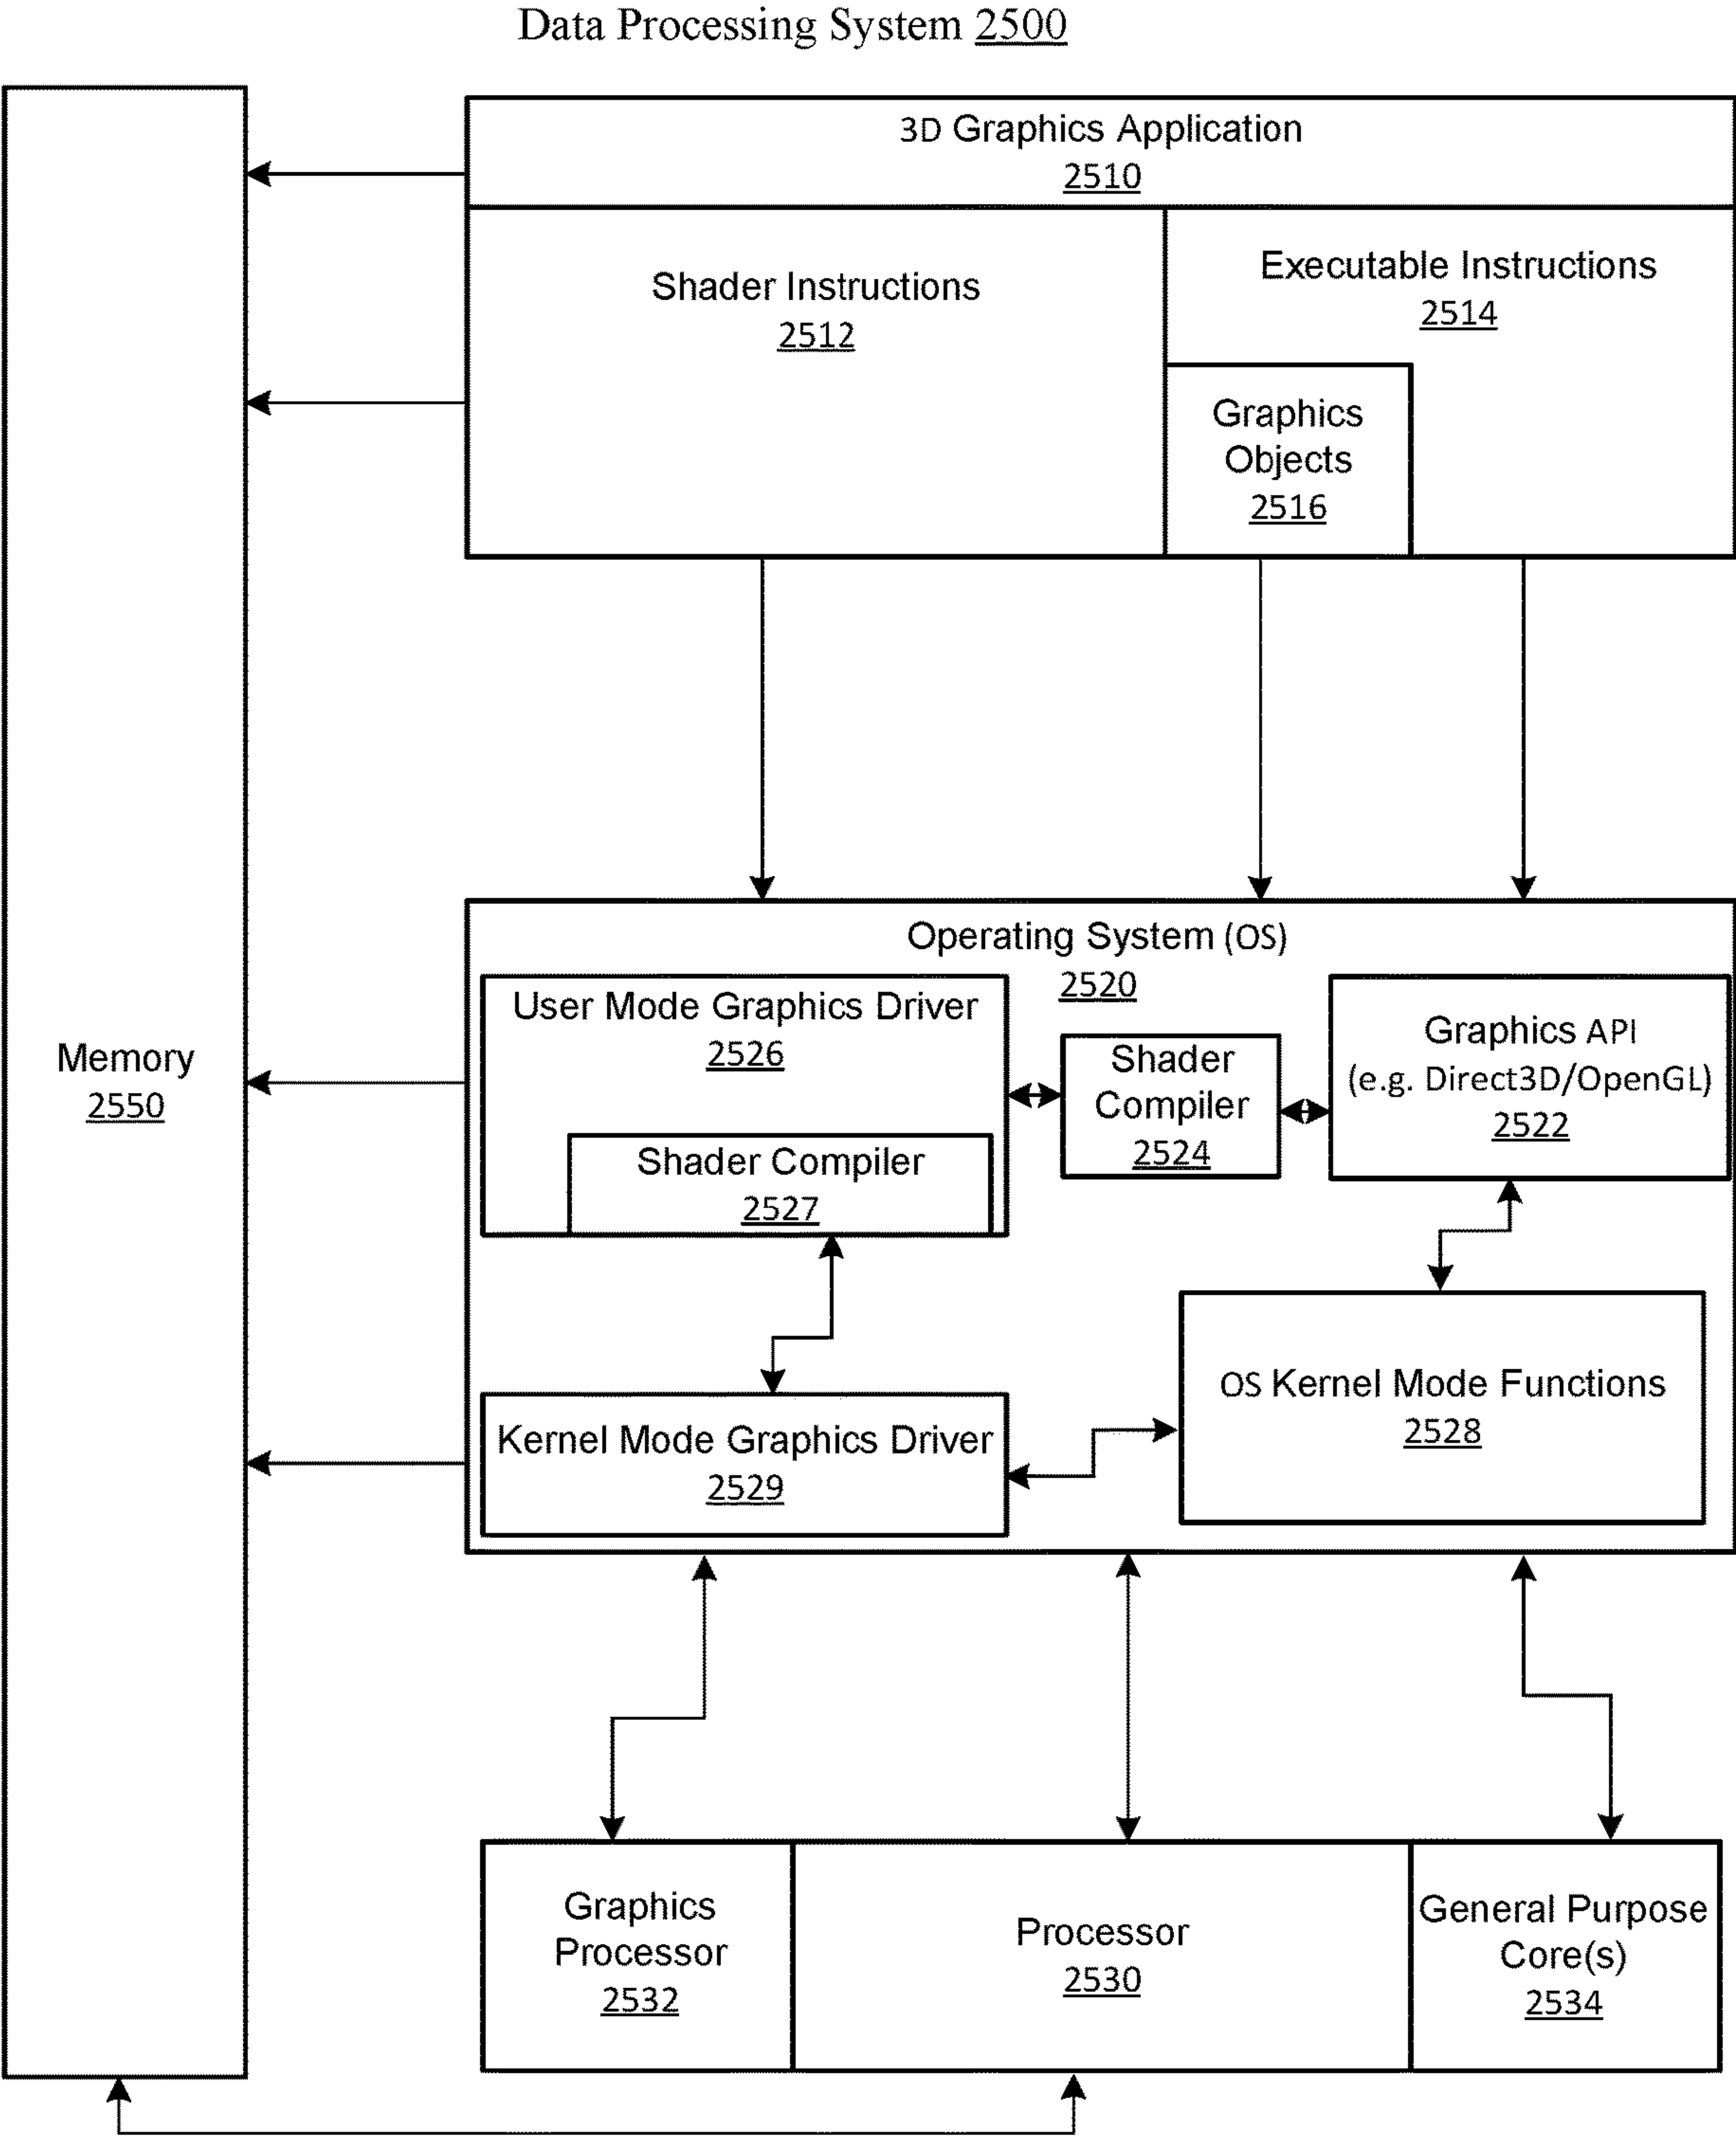 Data Processing System 2500
3D Graphics Application
2510
Shader Instructions
2512
Executable Instructions
2514
Graphics
Objects
2516
Operating System (OS)
2520
User Mode Graphics Driver
2526
Shader Compiler
2527
Shader
Compiler
2524
Graphics API
(e.g. Direct3D/OpenGL)
2522
Memory
2550
OS Kernel Mode Functions
2528
Kernel Mode Graphics Driver
2529
Graphics
Processor
2532
Processor
2530
General Purpose
Core(s)
2534